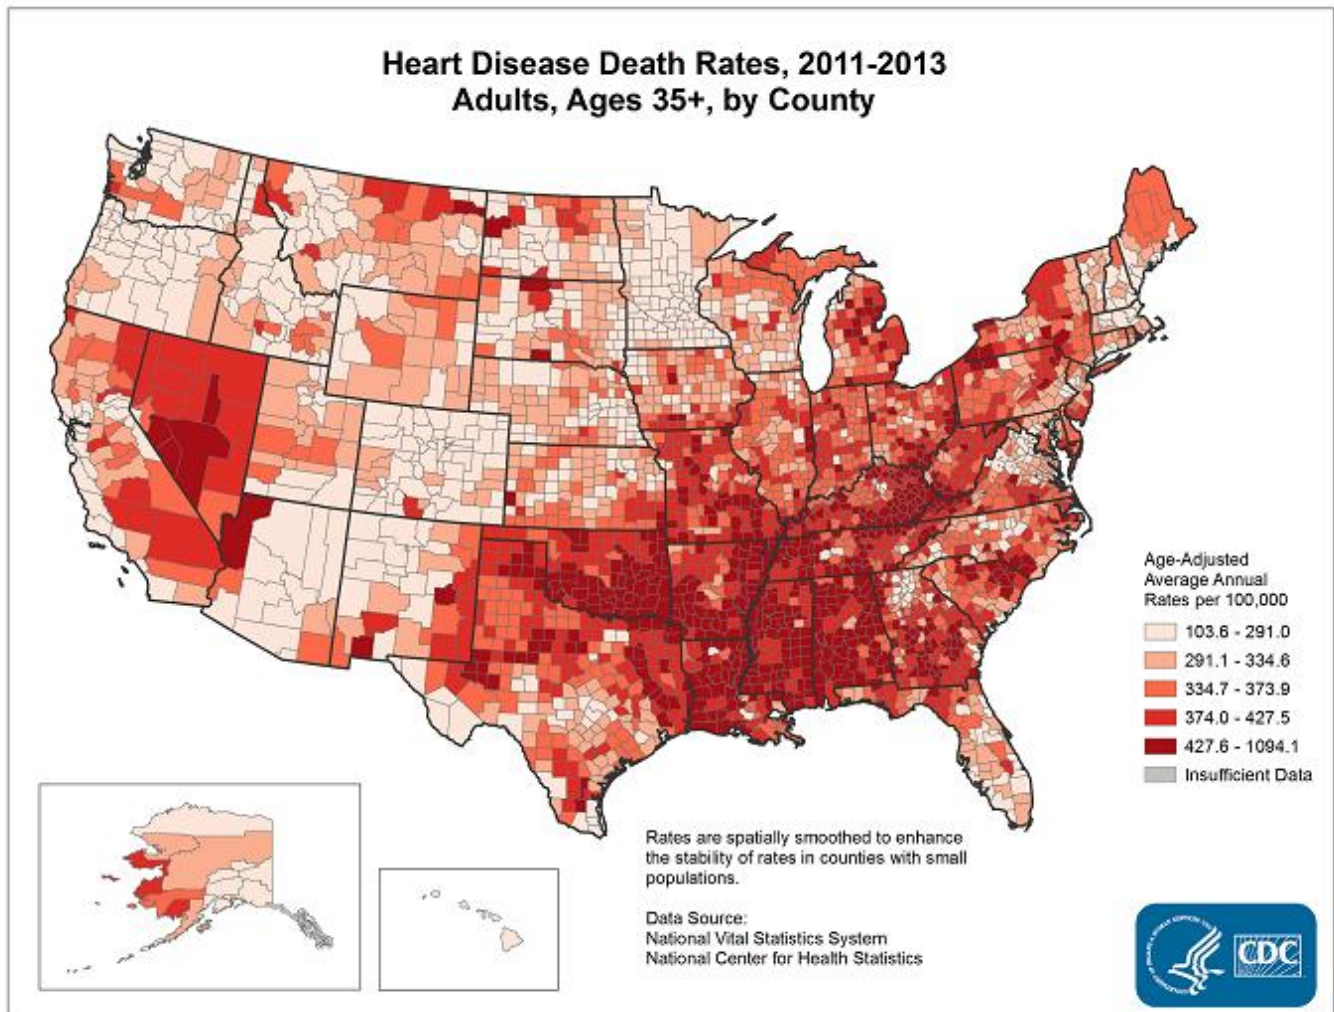 Heart Disease Death Rates, 2011-2013
Adults, Ages 35+, by County
Age-Adjusted
Average Annual
Rates per 100,000
103.6 - 291.0
291.1 - 334.6
334.7 - 373.9
374.0 - 427.5
427.6 - 1094.1
Insufficient Data
Rates are spatially smoothed to enhance
the stability of rates in counties with small
populations.
Data Source:
National Vital Statistics System
National Center for Health Statistics
CDC